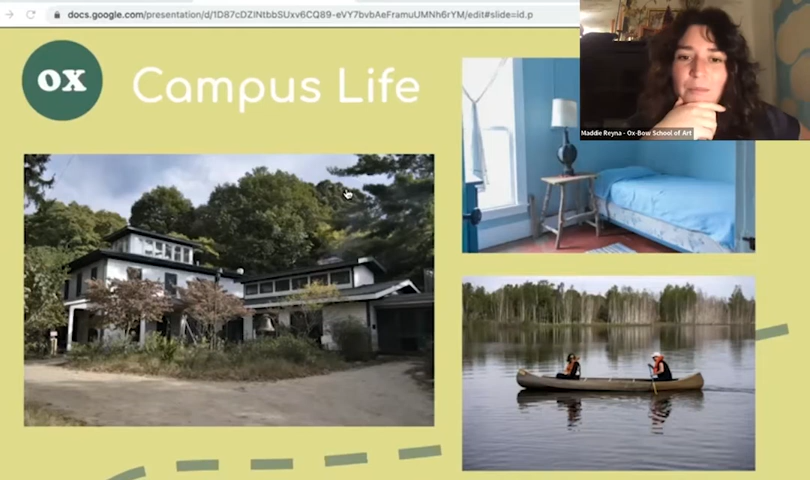 docs.google.com/presentation/d/1D87cDZINtbbSUxv6CQ89-eVY7bvbAeFramuUMNh6rYM/edit#slide=id.p
Maddie Reyna - Ox-Bow School of Art
OX
Campus Life